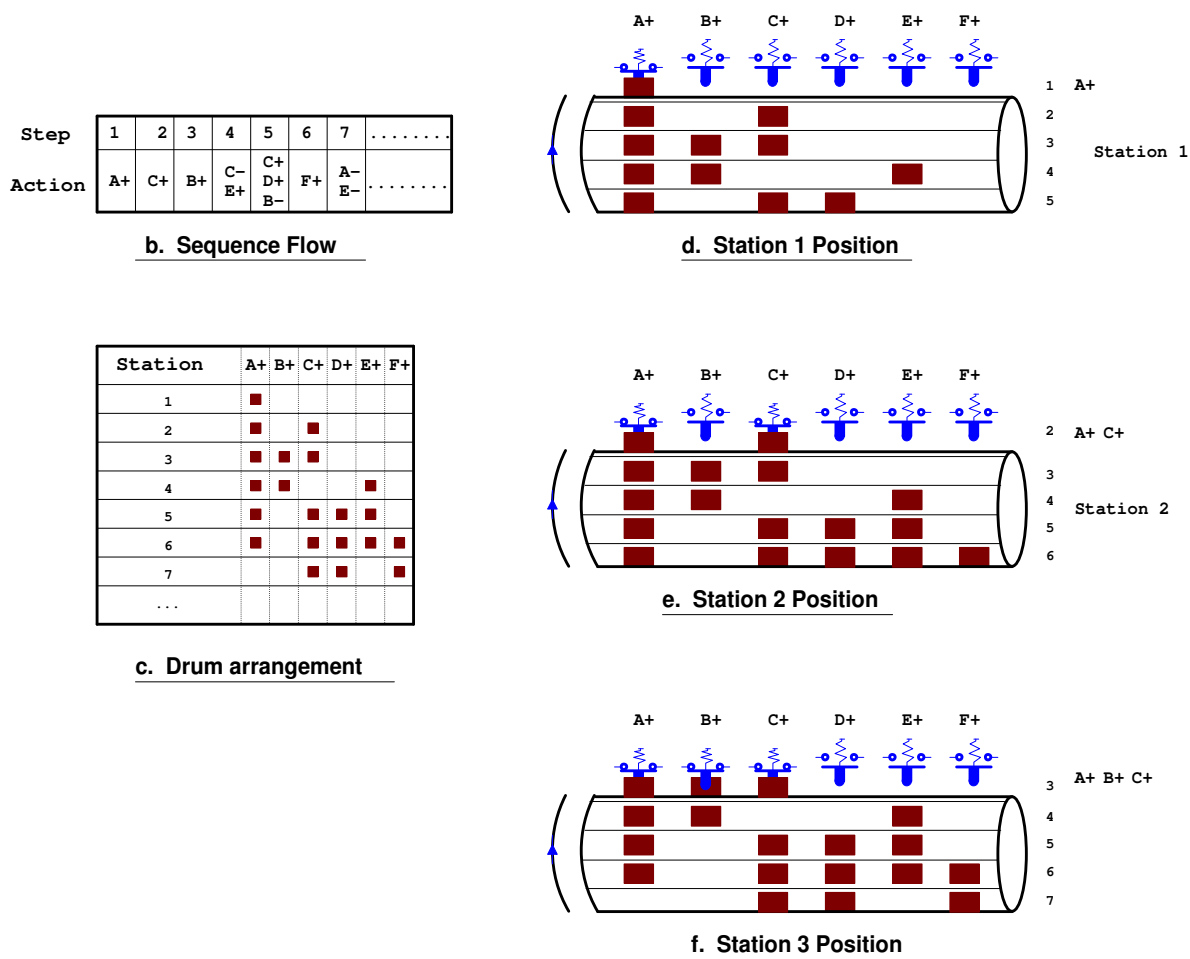 Step 1 2 3 4 5 6 7 ........
Action A+ C+ B+ C− E+ C+ D+ B− F+ A− E− ........
b. Sequence Flow
Station A+ B+ C+ D+ E+ F+
1
2
3
4
5
6
7
...
c. Drum arrangement
A+ B+ C+ D+ E+ F+
1 A+
2
3
Station 1
4
5
d. Station 1 Position
A+ B+ C+ D+ E+ F+
2 A+ C+
3
4
Station 2
5
6
e. Station 2 Position
A+ B+ C+ D+ E+ F+
3 A+ B+ C+
4
5
6
7
f. Station 3 Position